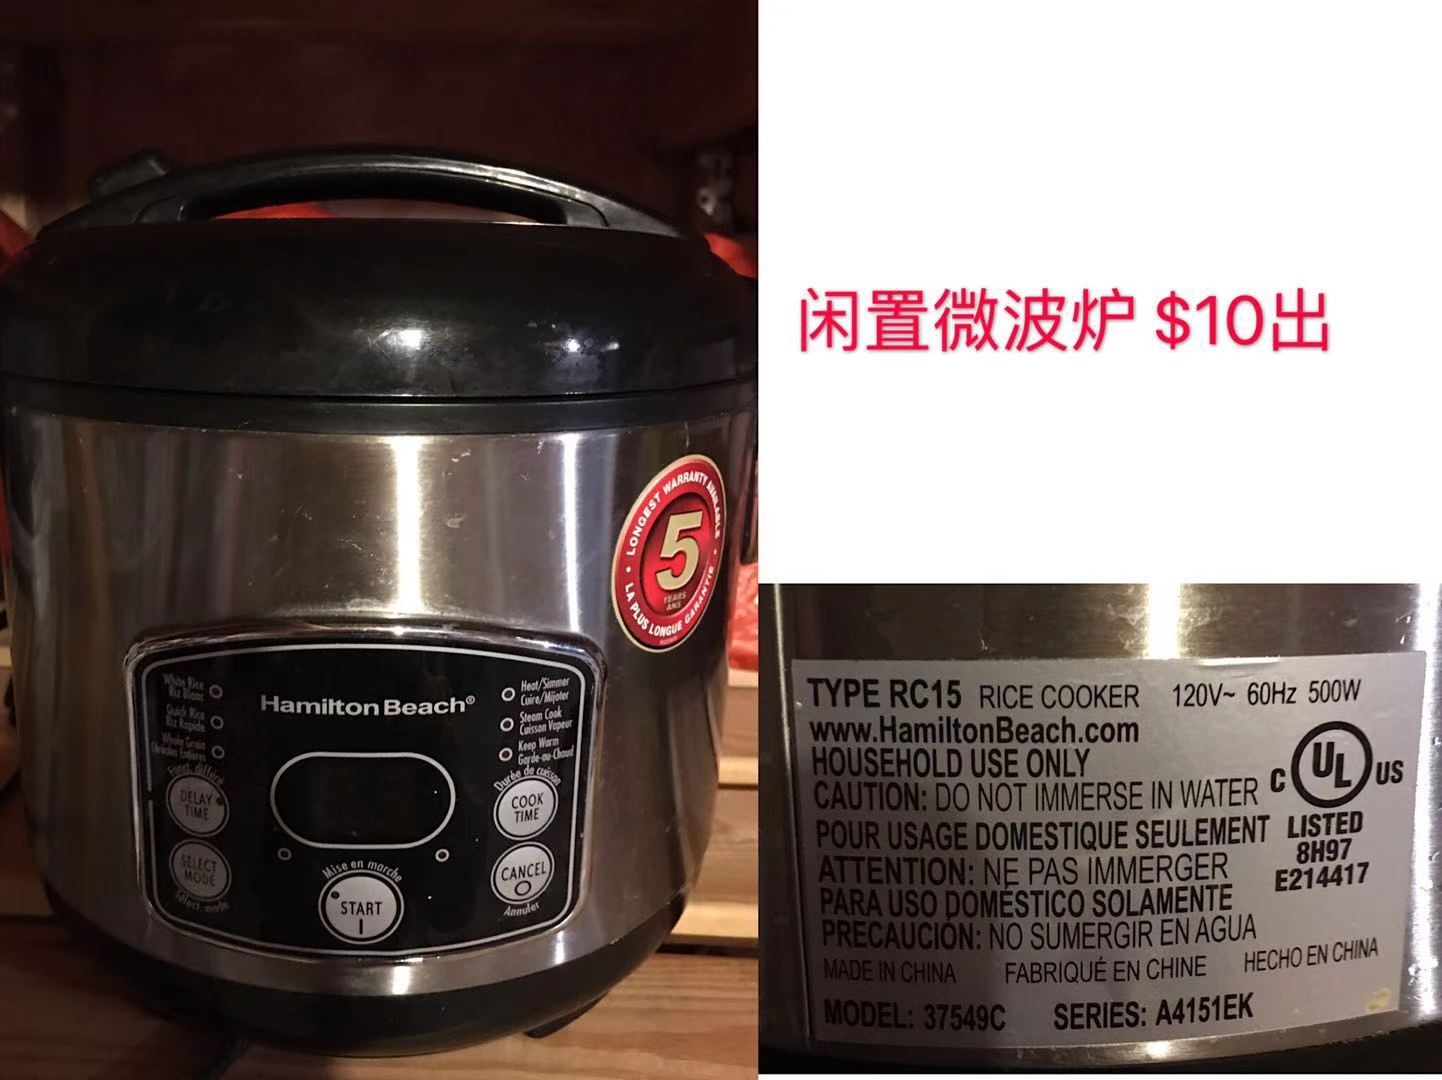 闲置微波炉 $10出
LONGEST WARRANTY AVAILABLE
5
YEARS
ANS
LA PLUS LONGUE GARANTIE
HamiltonBeach®
White Rice
Riz Blanc
Quick Rice
Riz Rapide
Whole Grain
Céréales Entières
Heat/Simmer
Cuire/Mijoter
Steam Cook
Cuisson Vapeur
Keep Warm
Garde-au-Chaud
Fonct. différé
DELAY
TIME
SELECT
MODE
Sélect. mode
Mise en marche
START
Durée de cuisson
COOK
TIME
CANCEL
Annuler
TYPE RC15 RICE COOKER 120V~ 60Hz 500W
www.HamiltonBeach.com
HOUSEHOLD USE ONLY
CAUTION: DO NOT IMMERSE IN WATER
POUR USAGE DOMESTIQUE SEULEMENT
ATTENTION: NE PAS IMMERGER
PARA USO DOMÉSTICO SOLAMENTE
PRECAUCIÓN: NO SUMERGIR EN AGUA
MADE IN CHINA FABRIQUÉ EN CHINE HECHO EN CHINA
MODEL: 37549C SERIES: A4151EK
C UL US
LISTED
8H97
E214417